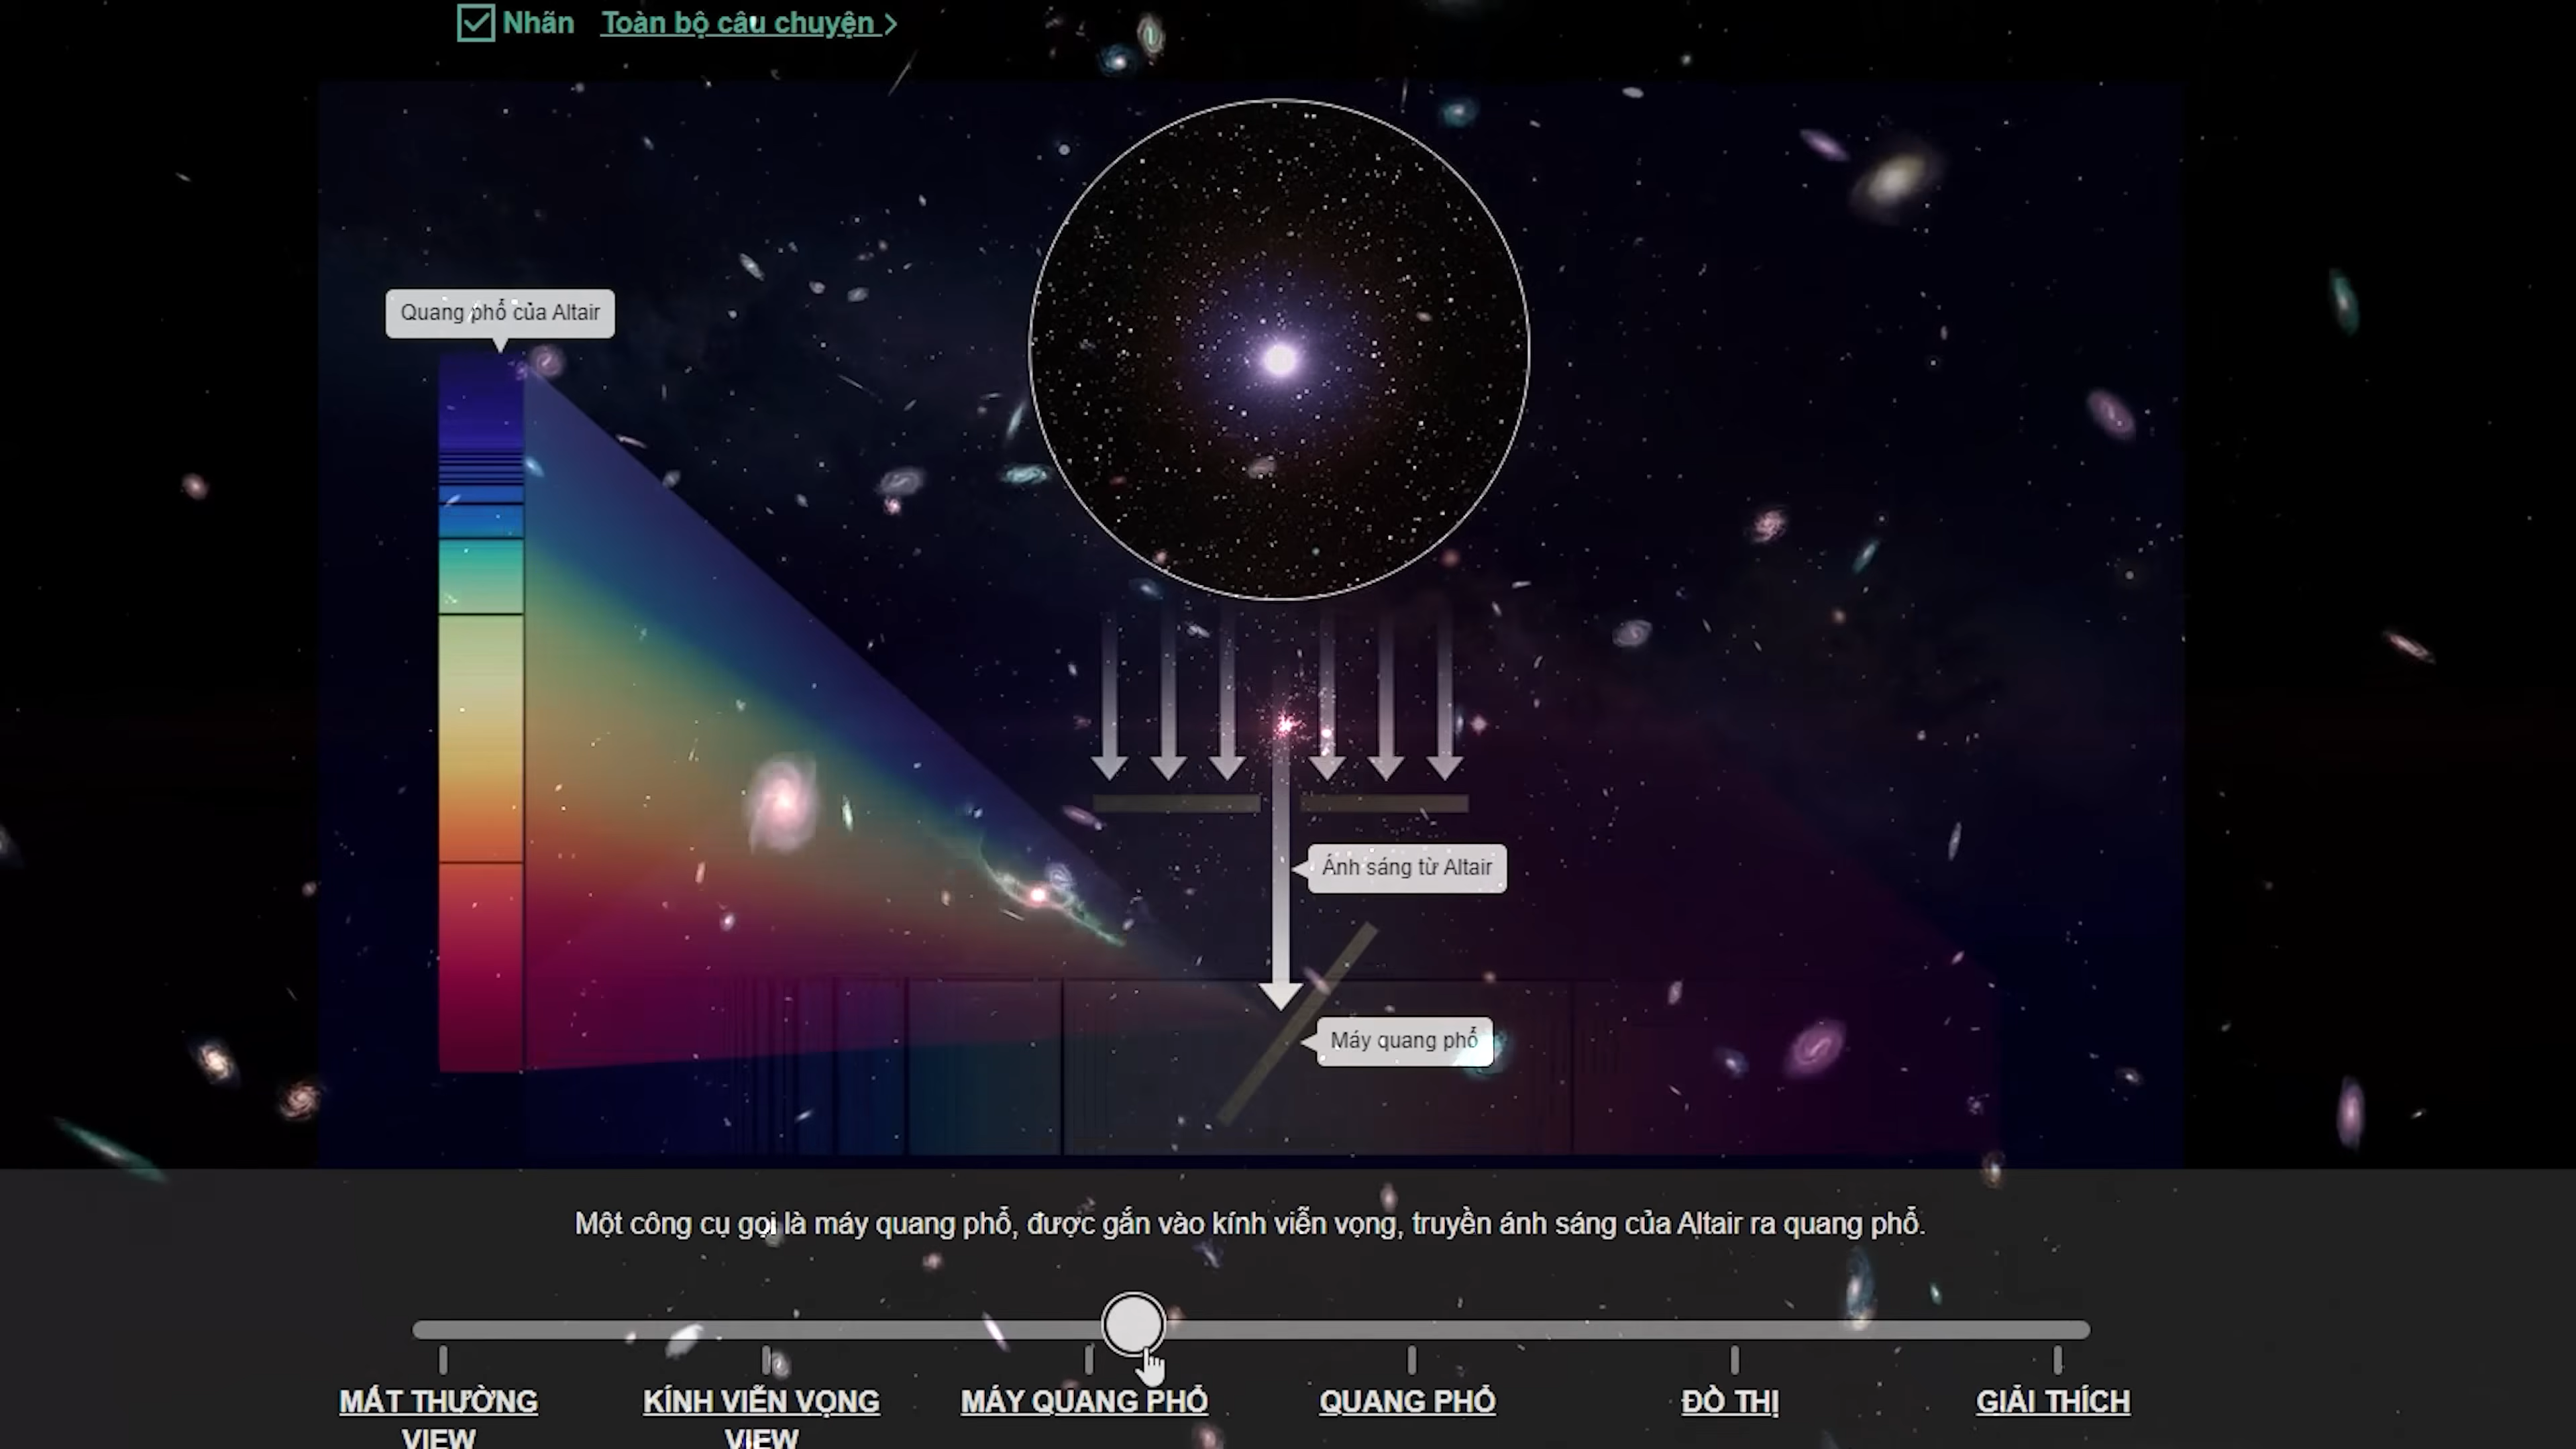 Nhãn Toàn bộ câu chuyện
Quang phổ của Altair
Ánh sáng từ Altair
Máy quang phổ
Một công cụ gọi là máy quang phổ, được gắn vào kính viễn vọng, truyền ánh sáng của Altair ra quang phổ.
MẮT THƯỜNG
VIEW
KÍNH VIỄN VỌNG
VIEW
MÁY QUANG PHỔ
QUANG PHỔ
ĐỒ THỊ
GIẢI THÍCH